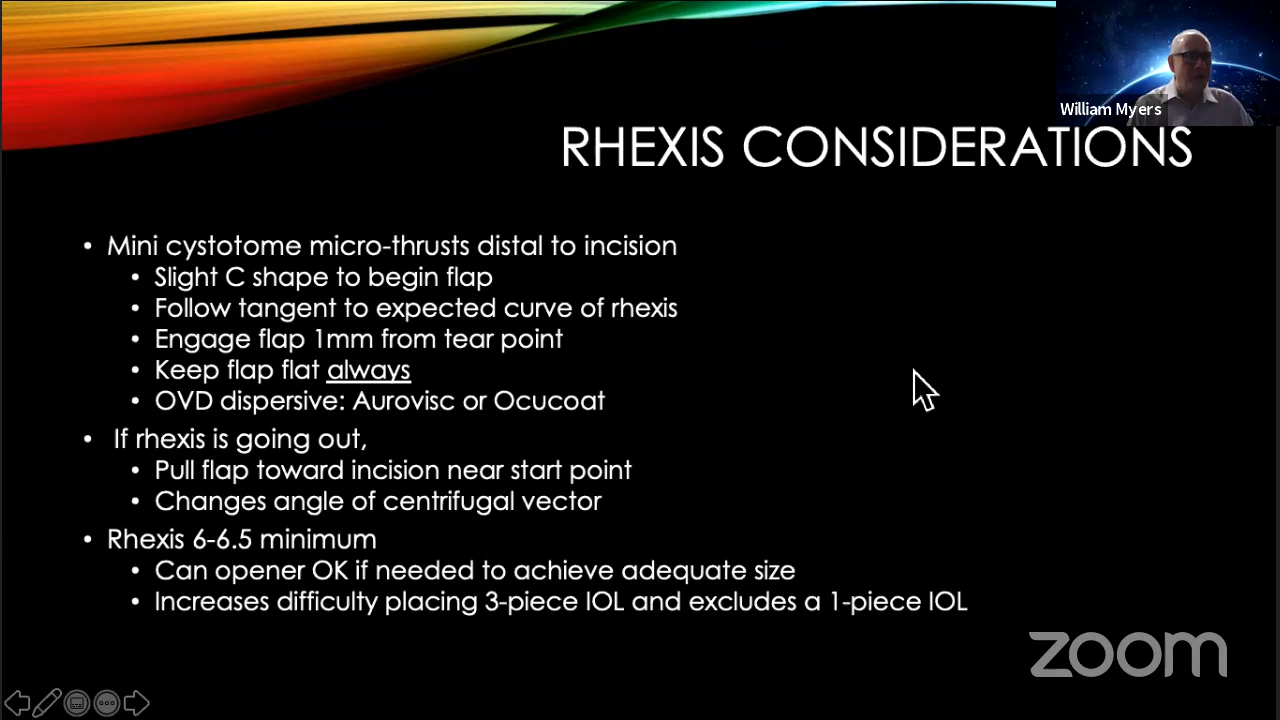 William Myers
RHEXIS CONSIDERATIONS
• Mini cystotome micro-thrusts distal to incision
• Slight C shape to begin flap
• Follow tangent to expected curve of rhexis
• Engage flap 1mm from tear point
• Keep flap flat always
• OVD dispersive: Aurovisc or Ocucoat
• If rhexis is going out,
• Pull flap toward incision near start point
• Changes angle of centrifugal vector
• Rhexis 6-6.5 minimum
• Can opener OK if needed to achieve adequate size
• Increases difficulty placing 3-piece IOL and excludes a 1-piece IOL
zoom